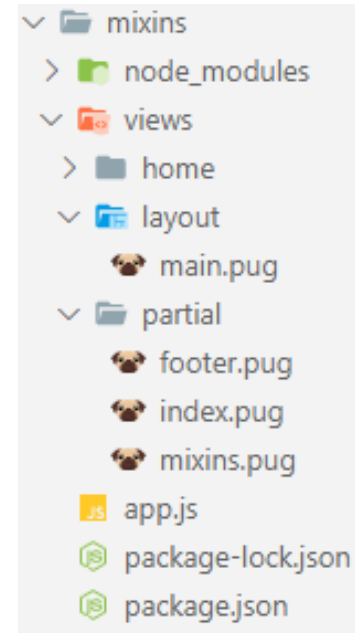 mixins
node_modules
views
home
layout
main.pug
partial
footer.pug
index.pug
mixins.pug
JS app.js
package-lock.json
package.json